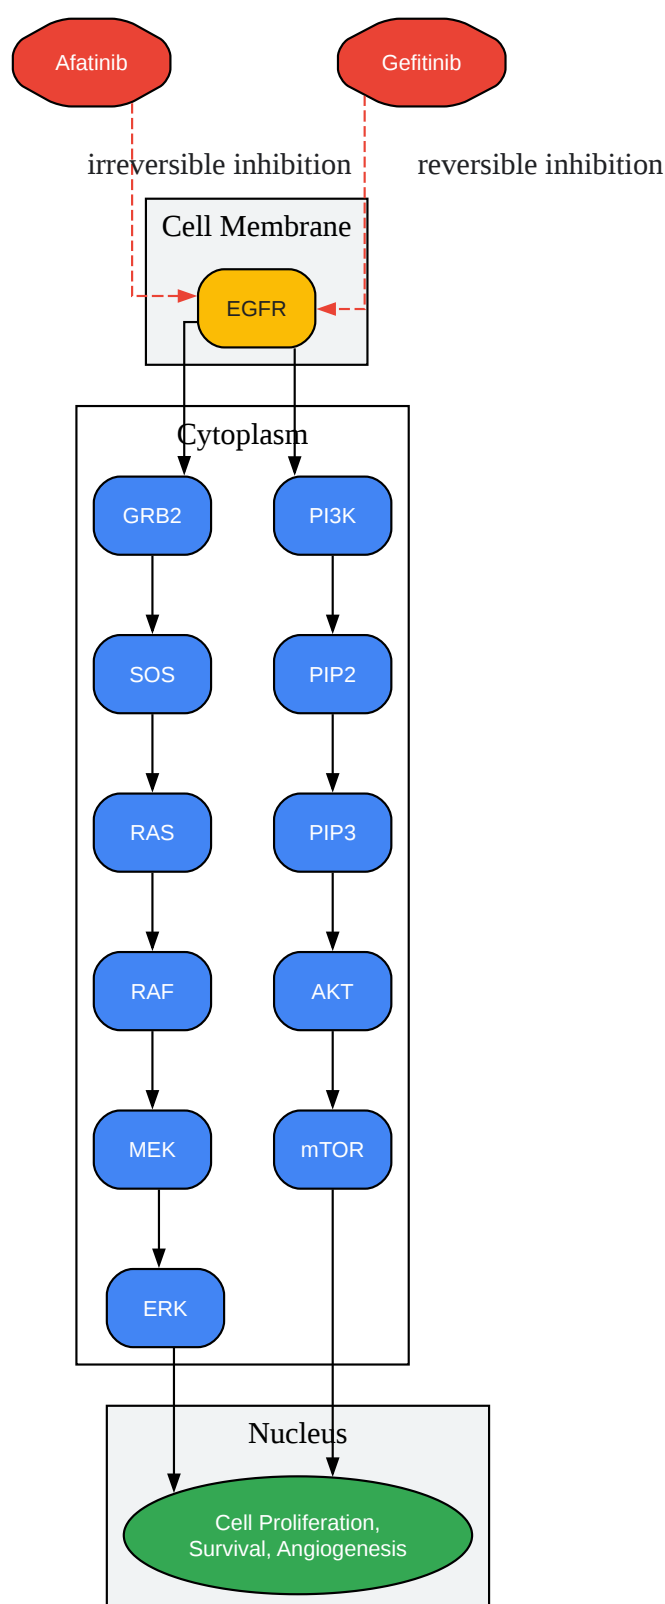 Afatinib
Gefitinib
irreversible inhibition
reversible inhibition
Cell Membrane
EGFR
Cytoplasm
GRB2
PI3K
SOS
PIP2
RAS
PIP3
RAF
AKT
MEK
mTOR
ERK
Nucleus
Cell Proliferation,
Survival, Angiogenesis